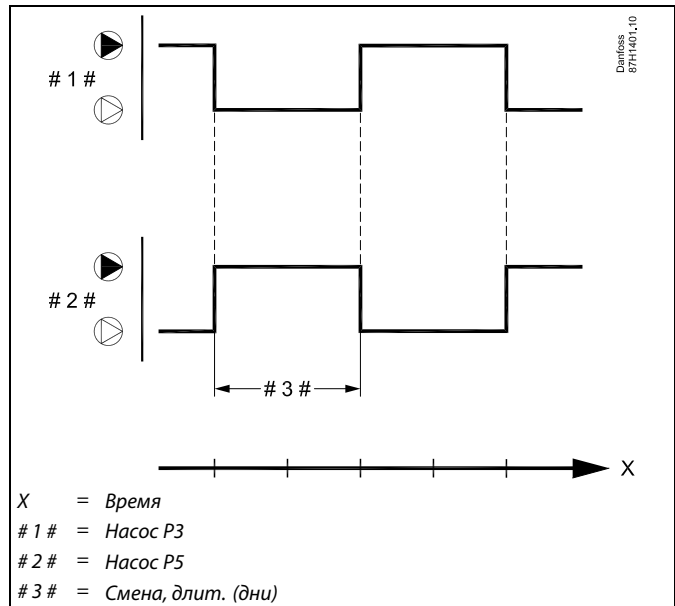 Danfoss
87H1401.10
# 1 #
# 2 #
# 3 #
X
X = Время
# 1 # = Насос P3
# 2 # = Насос P5
# 3 # = Смена, длит. (дни)